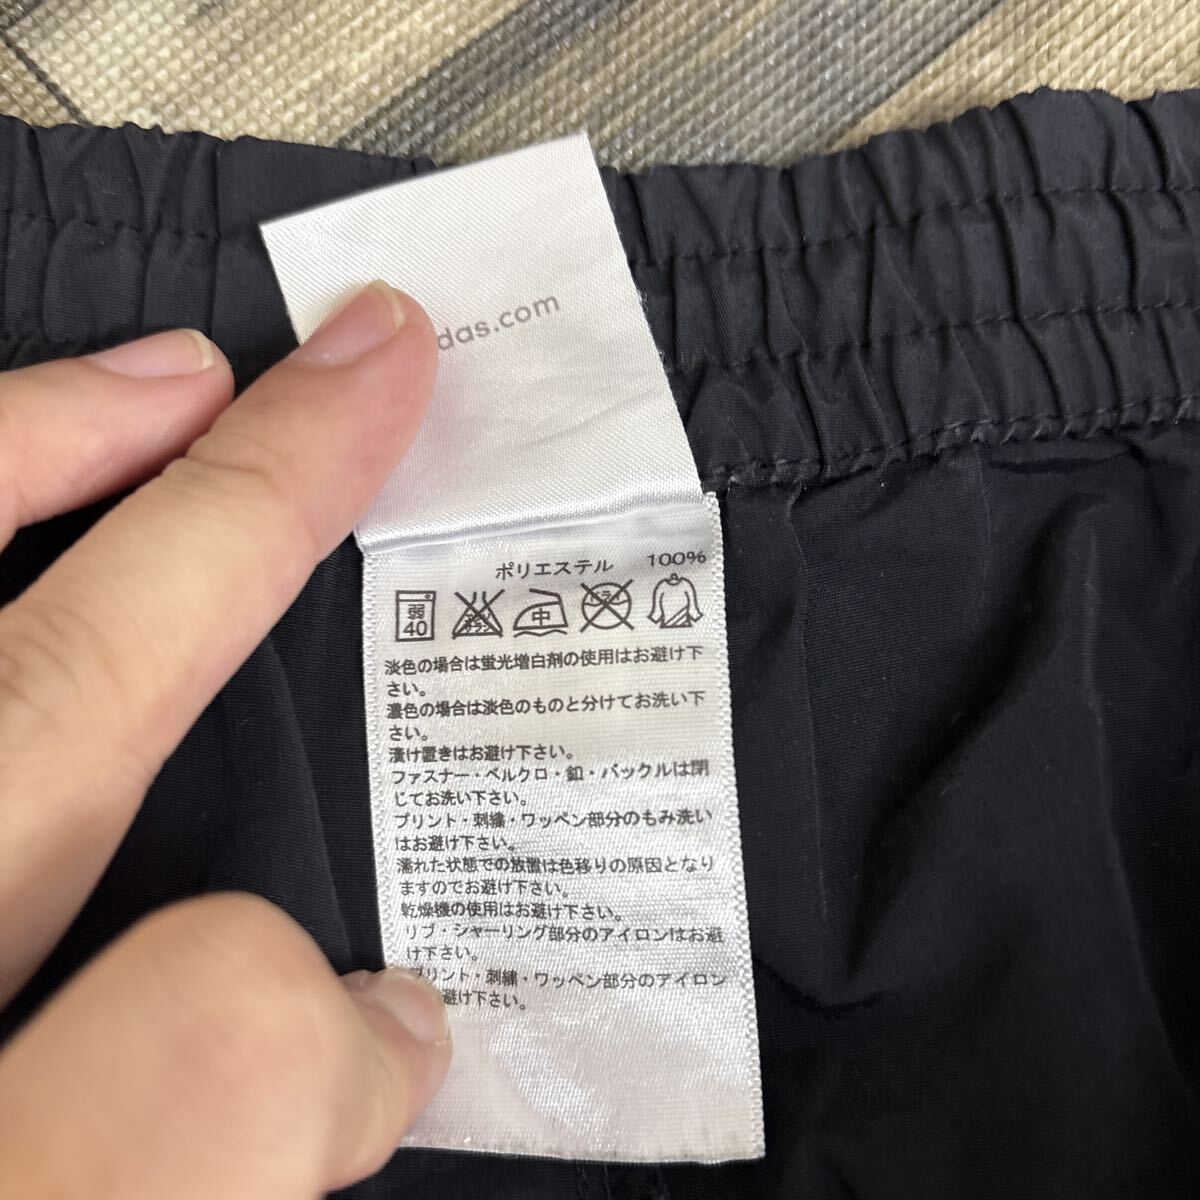 das.com
ポリエステル 100%
弱 40 エンソ サラシ 中 ドライ
淡色の場合は蛍光増白剤の使用はお避け下
さい。
濃色の場合は淡色のものと分けてお洗い下
さい。
漬け置きはお避け下さい。
ファスナー・ベルクロ・釦・バックルは閉
じてお洗い下さい。
プリント・刺繍・ワッペン部分のもみ洗い
はお避け下さい。
濡れた状態での放置は色移りの原因となり
ますのでお避け下さい。
乾燥機の使用はお避け下さい。
リブ・シャーリング部分のアイロンはお避
け下さい。
プリント・刺繍・ワッペン部分のアイロン
避け下さい。